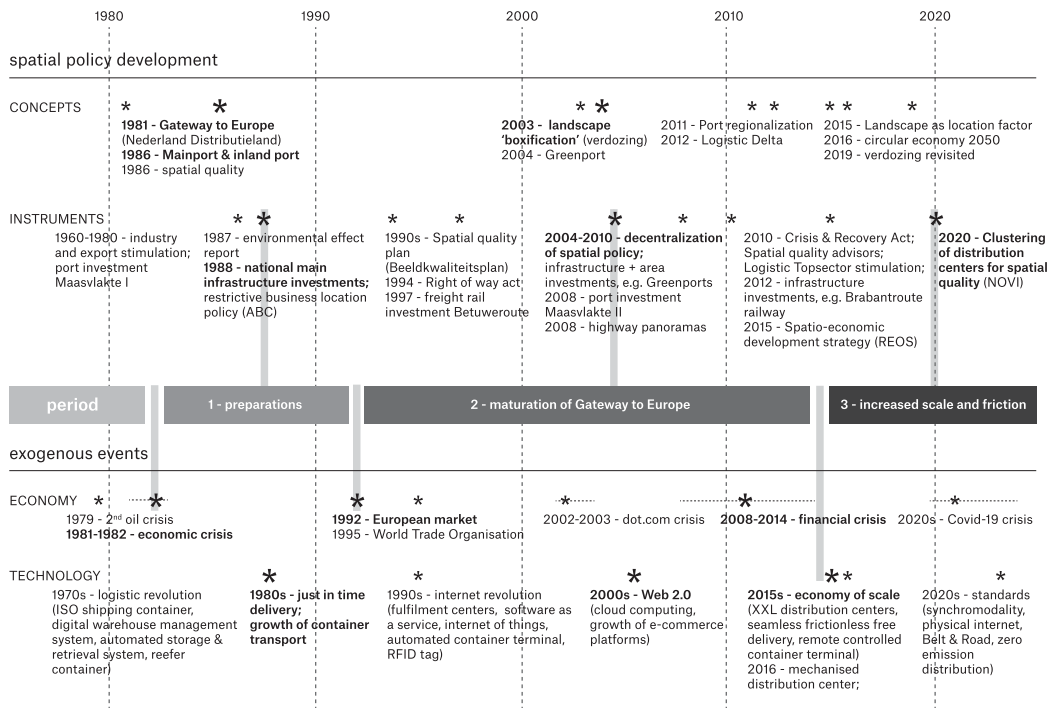 1980 1990 2000 2010 2020
spatial policy development
CONCEPTS * * * * * * * * *
1981 - Gateway to Europe
(Nederland Distributieland)
1986 - Mainport & inland port
1986 - spatial quality
2003 - landscape
'boxification' (verdozing)
2004 - Greenport
2011 - Port regionalization
2012 - Logistic Delta
2015 - Landscape as location factor
2016 - circular economy 2050
2019 - verdozing revisited
INSTRUMENTS * * * * * * * * *
1960-1980 - industry
and export stimulation;
port investment
Maasvlakte I
1987 - environmental effect
report
1988 - national main
infrastructure investments;
restrictive business location
policy (ABC)
1990s - Spatial quality
plan
(Beeldkwaliteitsplan)
1994 - Right of way act
1997 - freight rail
investment Betuweroute
2004-2010 - decentralization
of spatial policy;
infrastructure + area
investments, e.g. Greenports
2008 - port investment
Maasvlakte II
2008 - highway panoramas
2010 - Crisis & Recovery Act;
Spatial quality advisors;
Logistic Topsector stimulation;
2012 - infrastructure
investments, e.g. Brabantroute
railway
2015 - Spatio-economic
development strategy (REOS)
2020 - Clustering
of distribution
centers for spatial
quality (NOVI)
period
1 - preparations
2 - maturation of Gateway to Europe
3 - increased scale and friction
exogenous events
ECONOMY * * * * * * *
1979 - 2nd oil crisis
1981-1982 - economic crisis
1992 - European market
1995 - World Trade Organisation
2002-2003 - dot.com crisis
2008-2014 - financial crisis
2020s - Covid-19 crisis
TECHNOLOGY * * * * * *
1970s - logistic revolution
(ISO shipping container,
digital warehouse management
system, automated storage &
retrieval system, reefer
container)
1980s - just in time
delivery;
growth of container
transport
1990s - internet revolution
(fulfilment centers, software as
a service, internet of things,
automated container terminal,
RFID tag)
2000s - Web 2.0
(cloud computing,
growth of e-commerce
platforms)
2015s - economy of scale
(XXL distribution centers,
seamless frictionless free
delivery, remote controlled
container terminal)
2016 - mechanised
distribution center;
2020s - standards
(synchromodality,
physical internet,
Belt & Road, zero
emission
distribution)